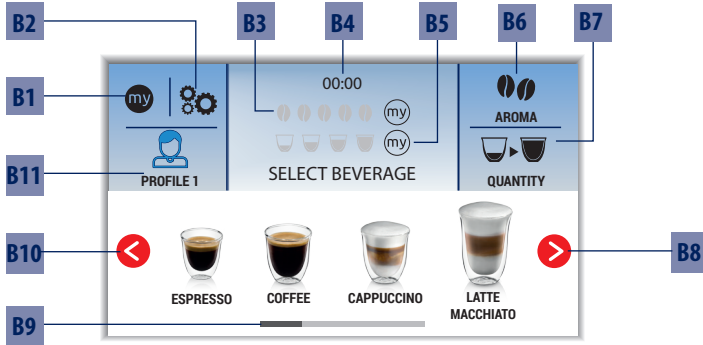 B2
B3
B4
B5
B6
B7
B1
my
00:00
my
my
AROMA
PROFILE 1
SELECT BEVERAGE
QUANTITY
B11
B10
B8
ESPRESSO
COFFEE
CAPPUCCINO
LATTE
MACCHIATO
B9